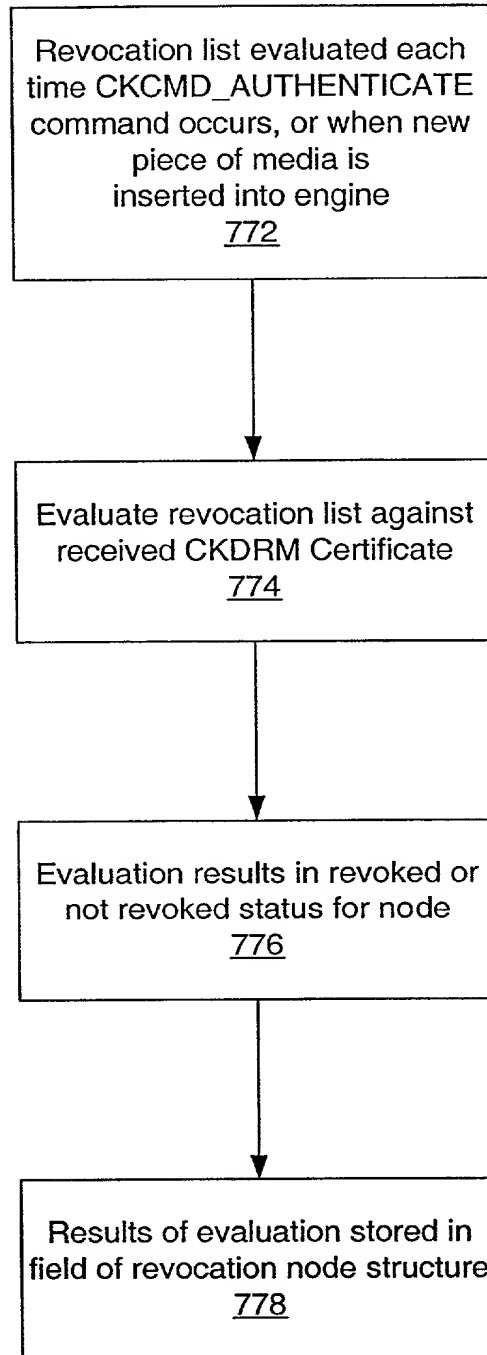 Revocation list evaluated each
time CKCMD_AUTHENTICATE
command occurs, or when new
piece of media is
inserted into engine
772
Evaluate revocation list against
received CKDRM Certificate
774
Evaluation results in revoked or
not revoked status for node
776
Results of evaluation stored in
field of revocation node structure
778